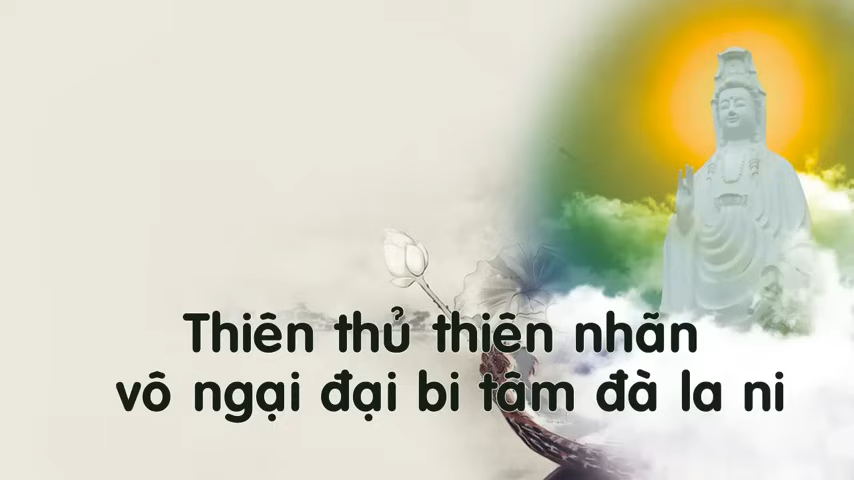 Thiên thủ thiên nhãn
vô ngại đại bi tâm đà la ni